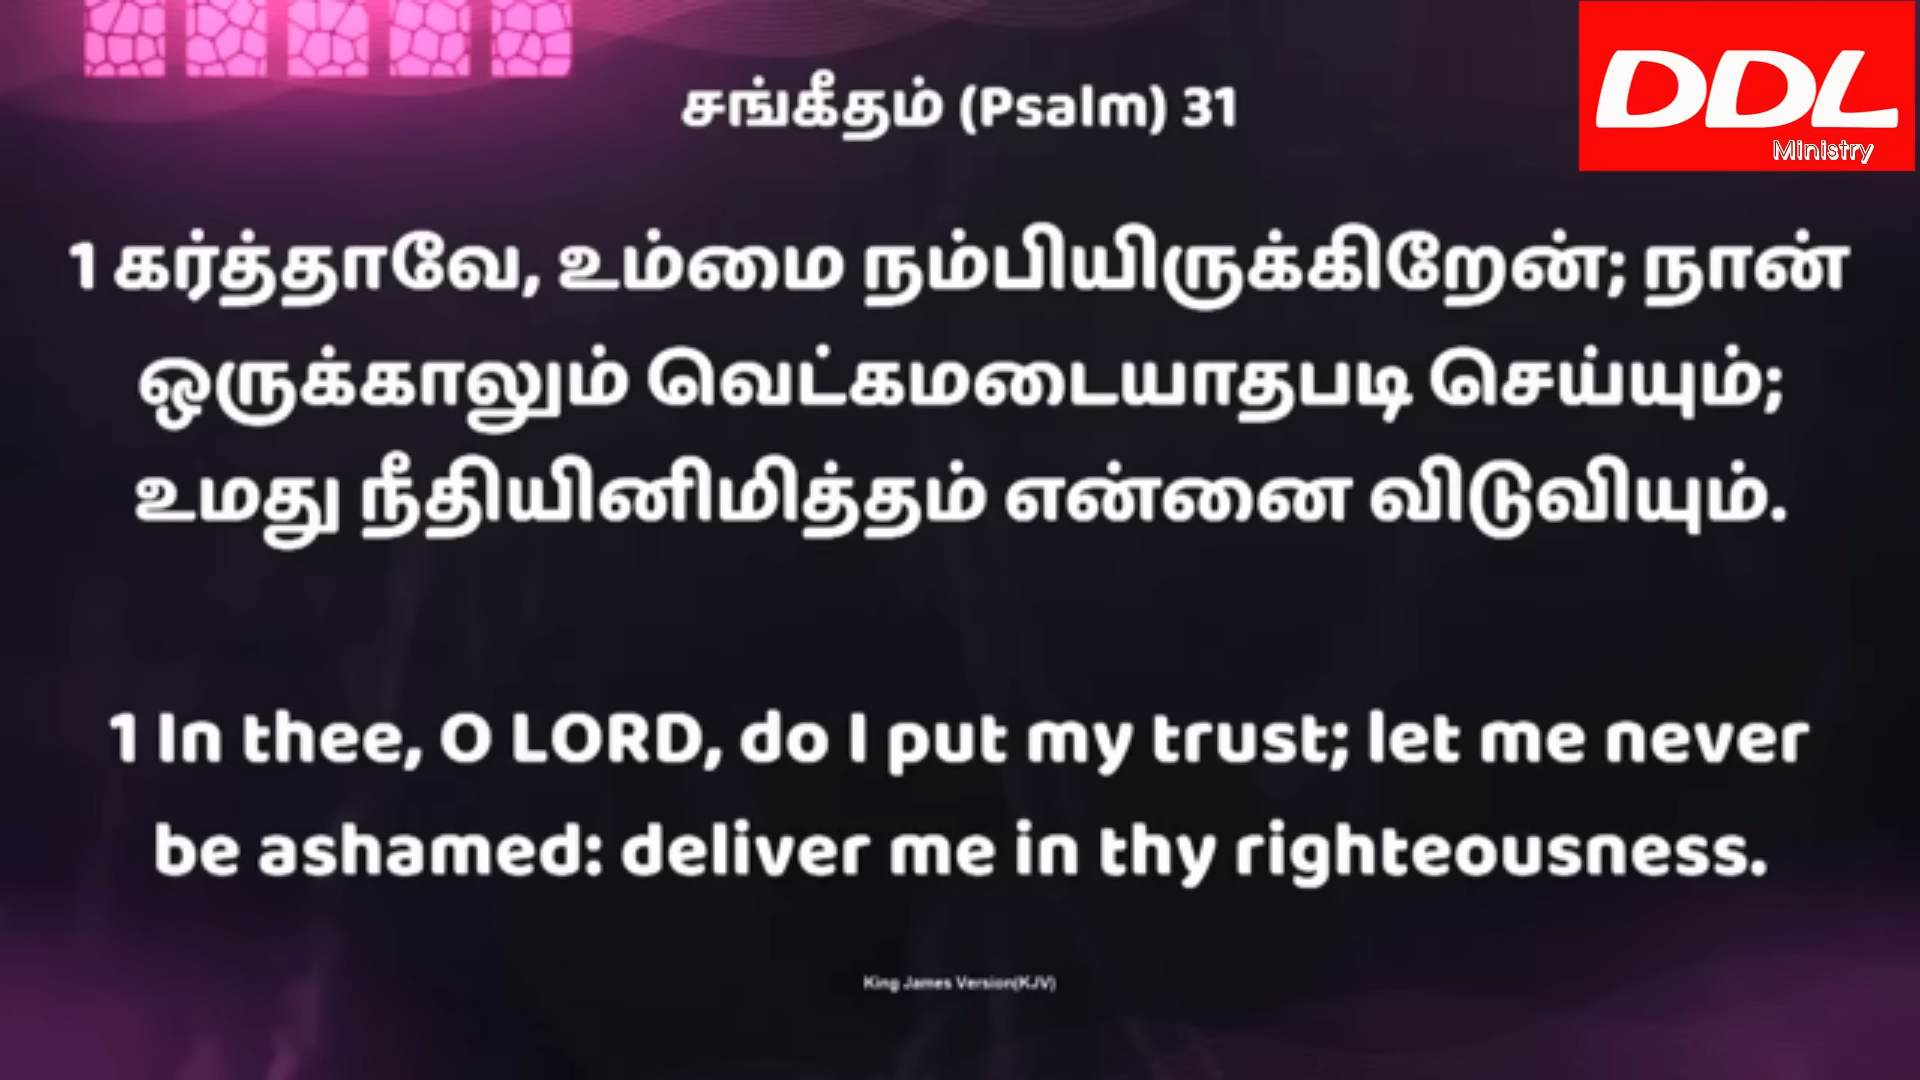 சங்கீதம் (Psalm) 31
DDL
Ministry
1 கர்த்தாவே, உம்மை நம்பியிருக்கிறேன்; நான்
ஒருக்காலும் வெட்கமடையாதபடி செய்யும்;
உமது நீதியினிமித்தம் என்னை விடுவியும்.
1 In thee, O LORD, do I put my trust; let me never
be ashamed: deliver me in thy righteousness.
King James Version(KJV)